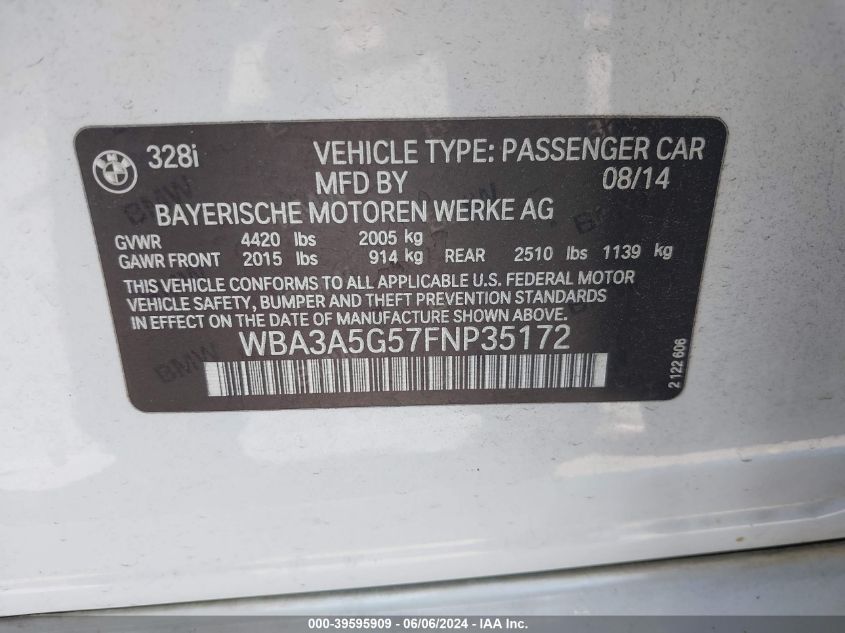 BMW 328i VEHICLE TYPE: PASSENGER CAR
MFD BY 08/14
BAYERISCHE MOTOREN WERKE AG
GVWR 4420 lbs 2005 kg
GAWR FRONT 2015 lbs 914 kg REAR 2510 lbs 1139 kg
THIS VEHICLE CONFORMS TO ALL APPLICABLE U.S. FEDERAL MOTOR
VEHICLE SAFETY, BUMPER AND THEFT PREVENTION STANDARDS
IN EFFECT ON THE DATE OF MANUFACTURE SHOWN ABOVE.
WBA3A5G57FNP35172
2 122 606
000-39595909 - 06/06/2024 - IAA Inc.